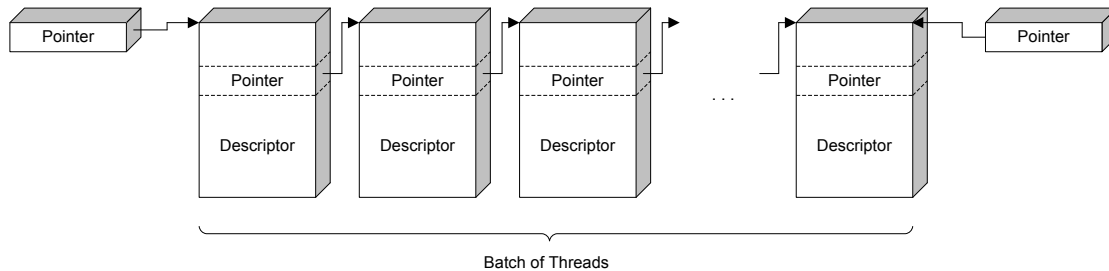 Pointer
Pointer
Pointer
Pointer
Pointer
Pointer
Descriptor
Descriptor
Descriptor
. . .
Descriptor
Batch of Threads